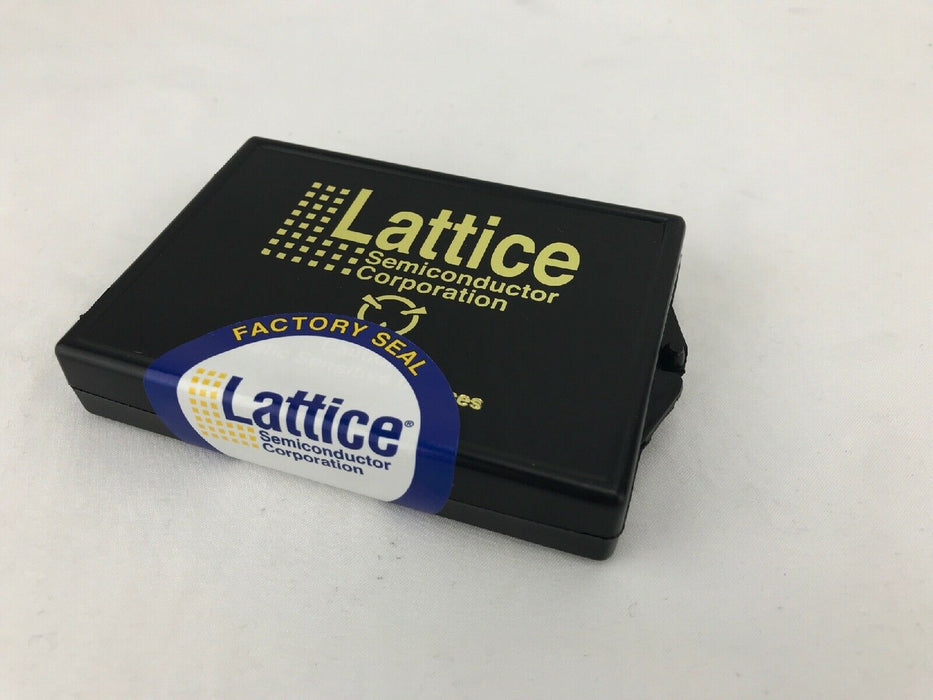 Lattice
Semiconductor
Corporation
FACTORY SEAL
Lattice®
Semiconductor
Corporation